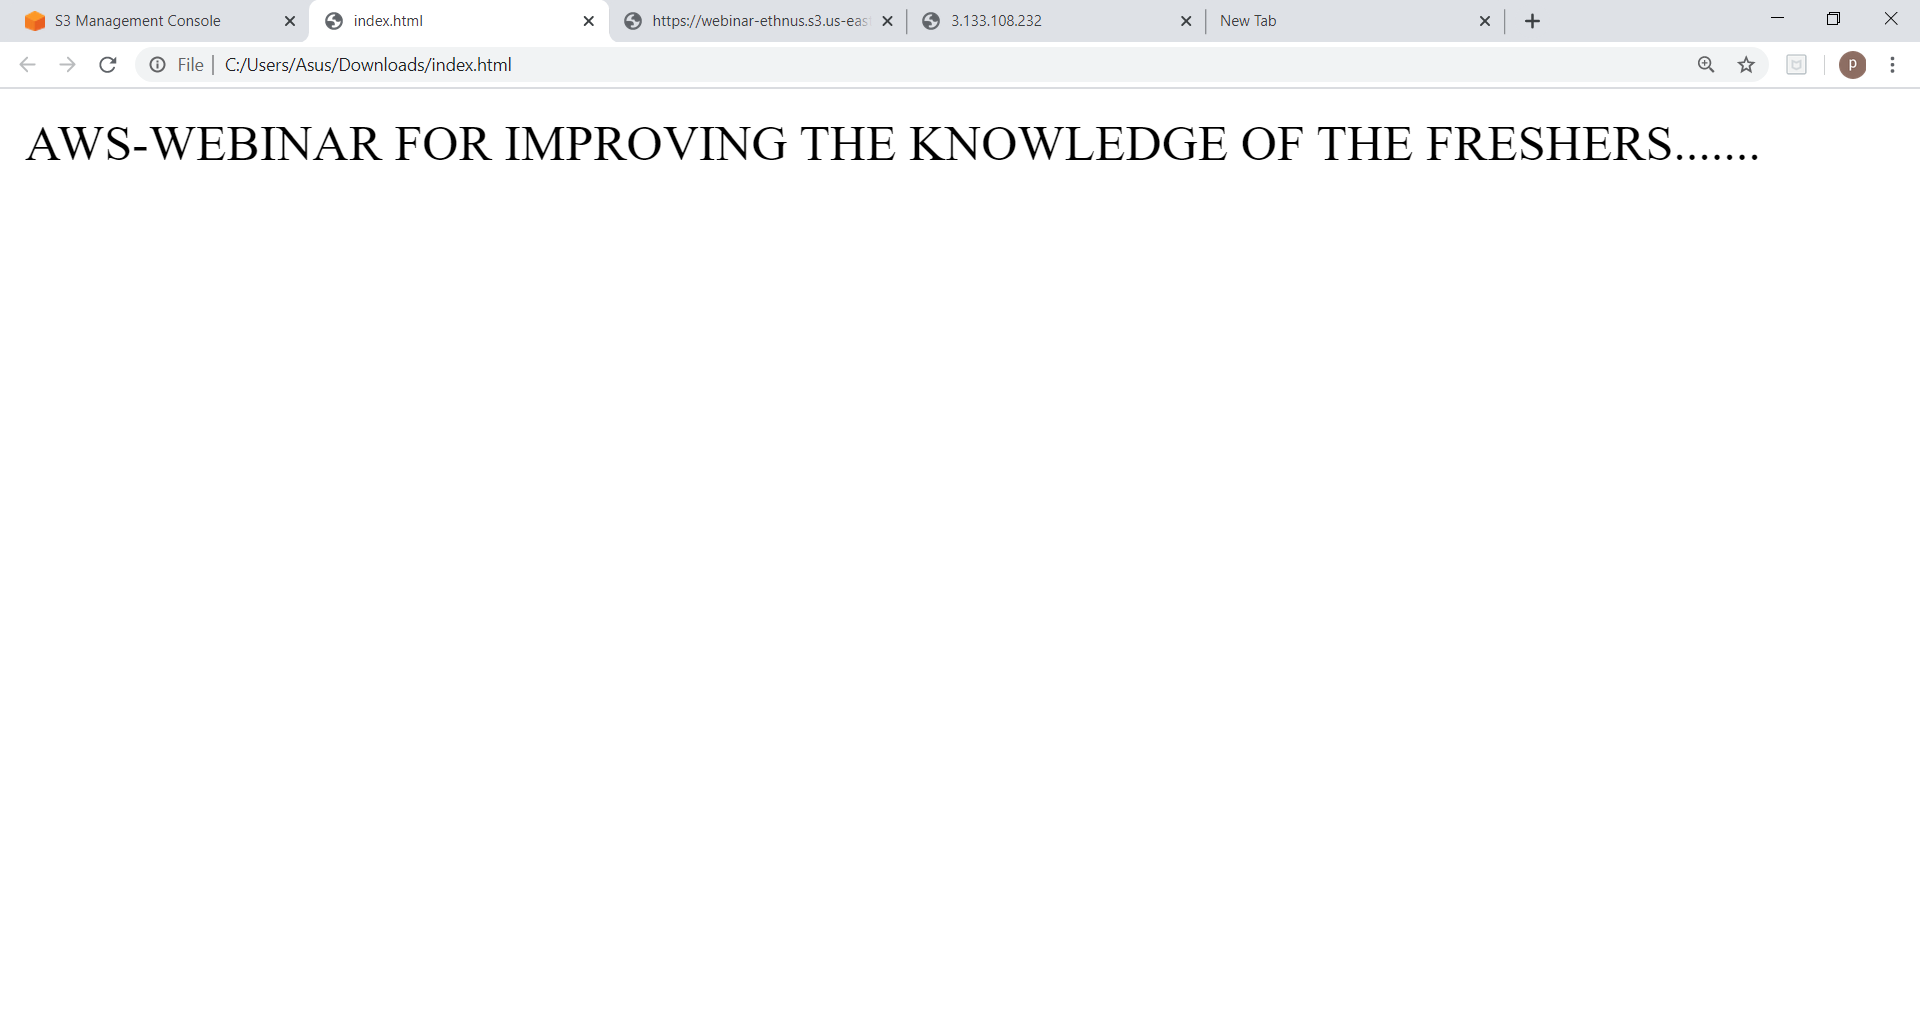 S3 Management Console
index.html
https://webinar-ethnus.s3.us-eas
3.133.108.232
New Tab
File
C:/Users/Asus/Downloads/index.html
p
AWS-WEBINAR FOR IMPROVING THE KNOWLEDGE OF THE FRESHERS.......